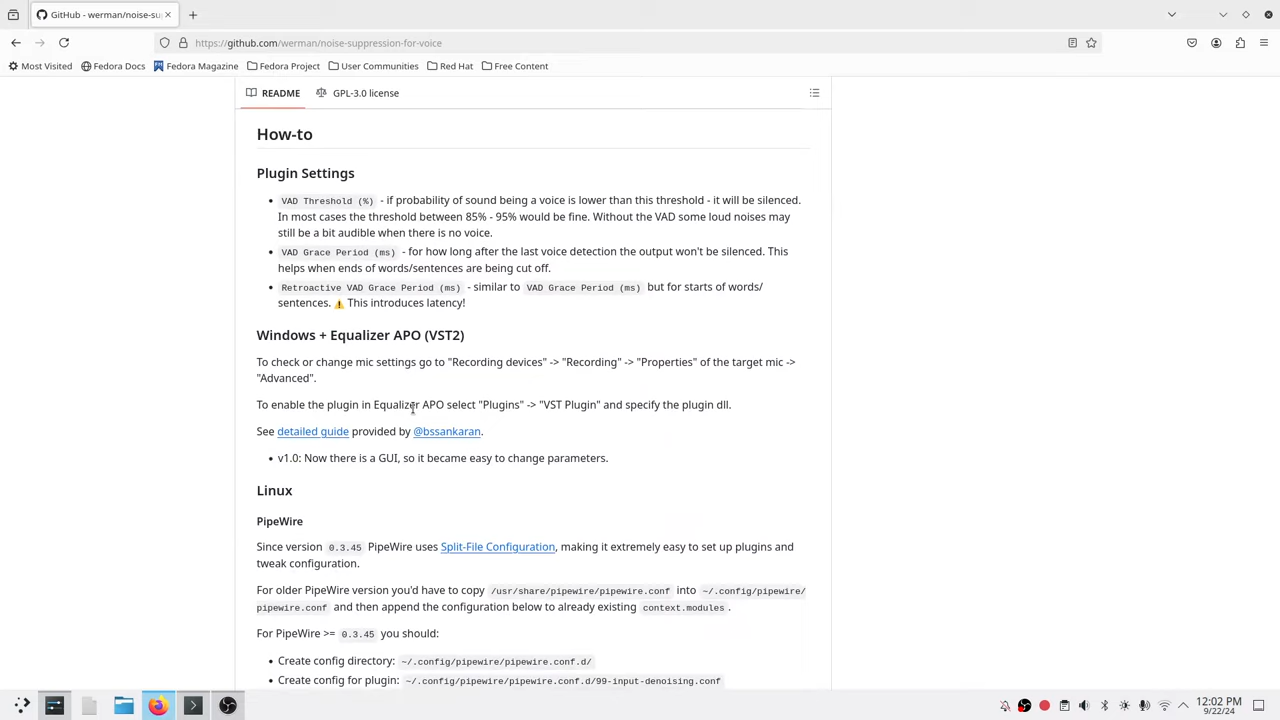 GitHub - werman/noise-su
https://github.com/werman/noise-suppression-for-voice
Most Visited Fedora Docs Fedora Magazine Fedora Project User Communities Red Hat Free Content
README GPL-3.0 license
How-to
Plugin Settings
• VAD Threshold (%) - if probability of sound being a voice is lower than this threshold - it will be silenced.
In most cases the threshold between 85% - 95% would be fine. Without the VAD some loud noises may
still be a bit audible when there is no voice.
• VAD Grace Period (ms) - for how long after the last voice detection the output won't be silenced. This
helps when ends of words/sentences are being cut off.
• Retroactive VAD Grace Period (ms) - similar to VAD Grace Period (ms) but for starts of words/
sentences. ⚠️ This introduces latency!
Windows + Equalizer APO (VST2)
To check or change mic settings go to "Recording devices" -> "Recording" -> "Properties" of the target mic ->
"Advanced".
To enable the plugin in Equalizer APO select "Plugins" -> "VST Plugin" and specify the plugin dll.
See detailed guide provided by @bssankaran.
• v1.0: Now there is a GUI, so it became easy to change parameters.
Linux
PipeWire
Since version 0.3.45 PipeWire uses Split-File Configuration, making it extremely easy to set up plugins and
tweak configuration.
For older PipeWire version you'd have to copy /usr/share/pipewire/pipewire.conf into ~/.config/pipewire/
pipewire.conf and then append the configuration below to already existing context.modules .
For PipeWire >= 0.3.45 you should:
• Create config directory: ~/.config/pipewire/pipewire.conf.d/
• Create config for plugin: ~/.config/pipewire/pipewire.conf.d/99-input-denoising.conf
12:02 PM
9/22/24